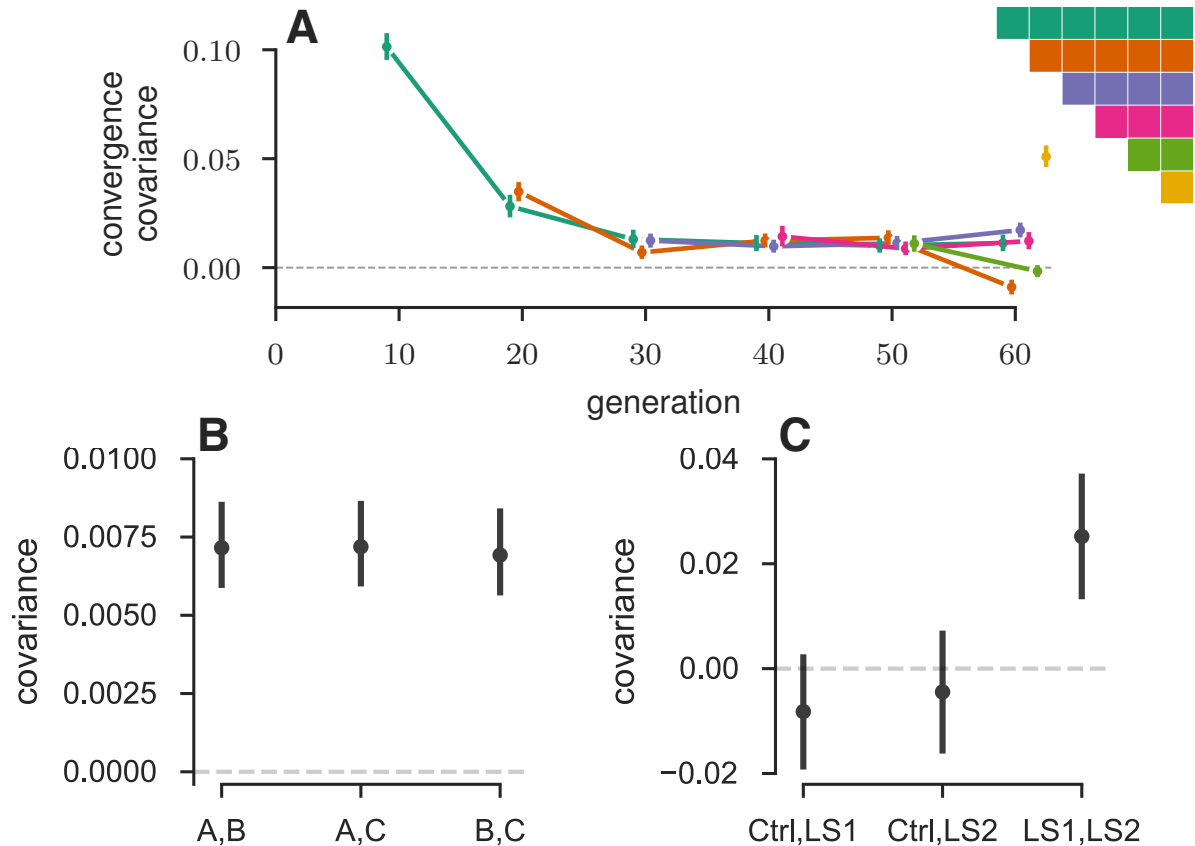 A
convergence
covariance
0.10
0.05
0.00
0 10 20 30 40 50 60
generation
B
covariance
0.0100
0.0075
0.0050
0.0025
0.0000
A,B A,C B,C
C
covariance
0.04
0.02
0.00
−0.02
Ctrl,LS1 Ctrl,LS2 LS1,LS2